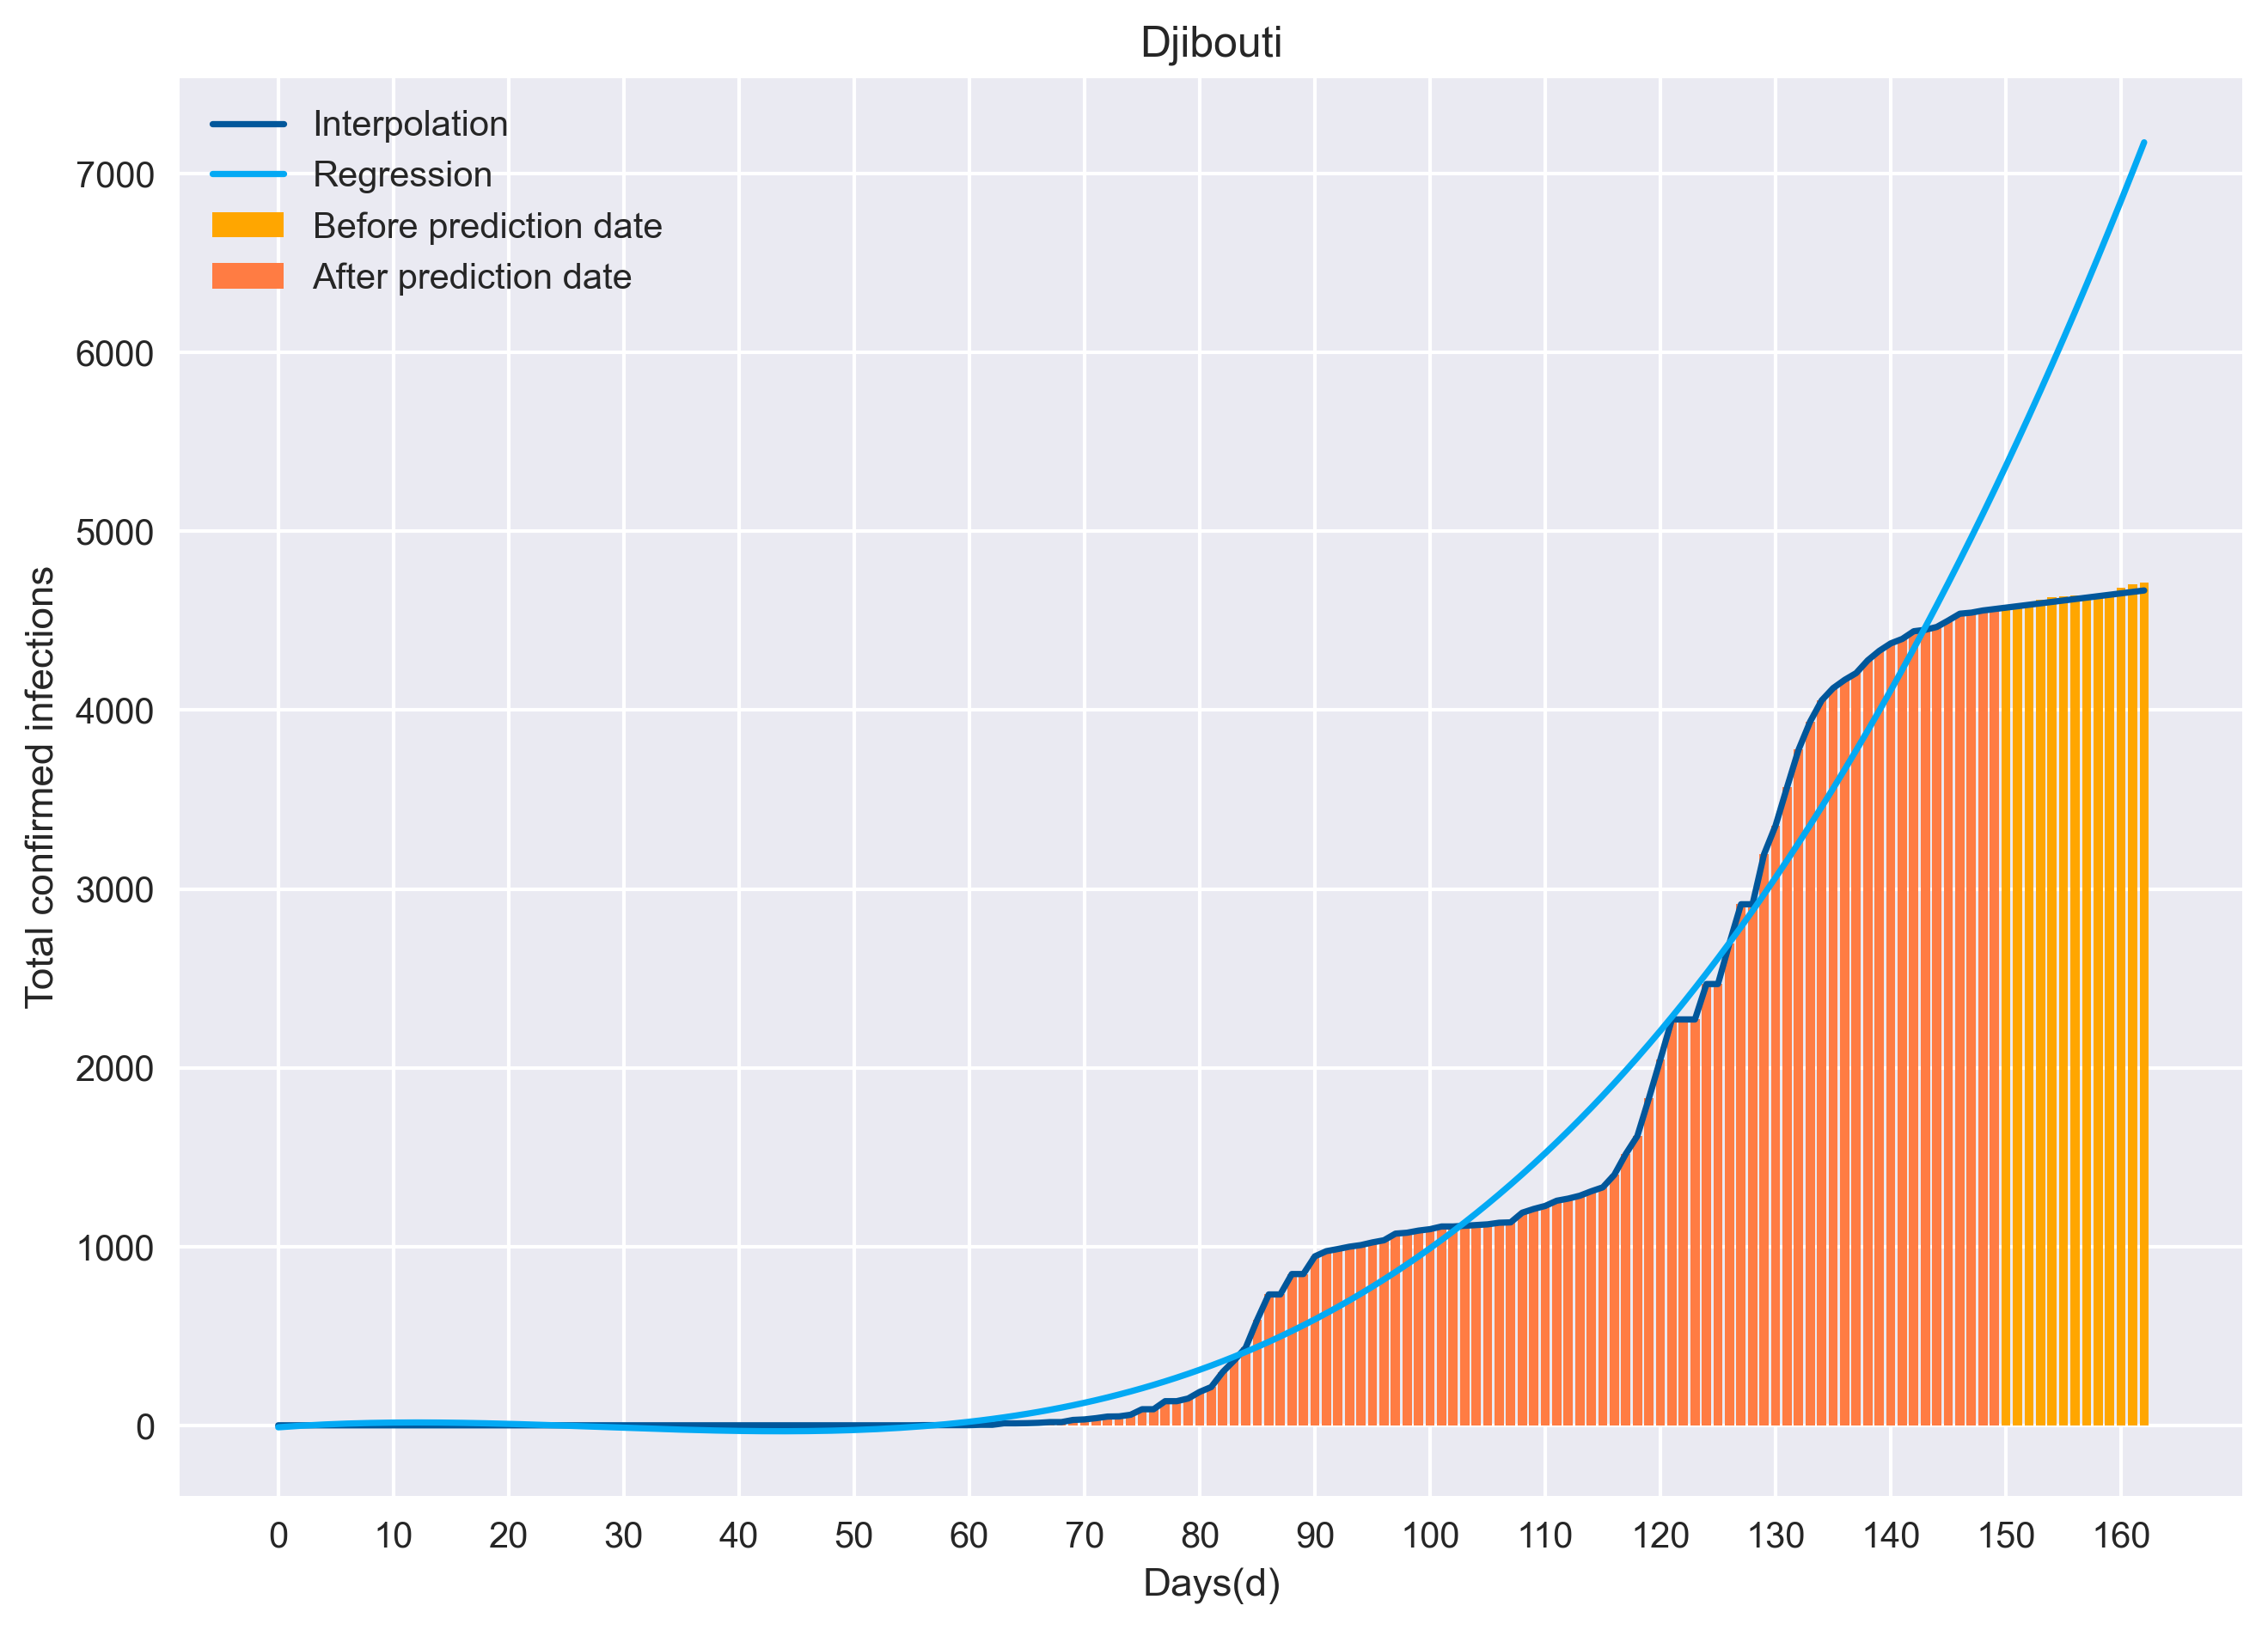 Djibouti
Interpolation
Regression
Before prediction date
After prediction date
Total confirmed infections
7000
6000
5000
4000
3000
2000
1000
0
0 10 20 30 40 50 60 70 80 90 100 110 120 130 140 150 160
Days(d)